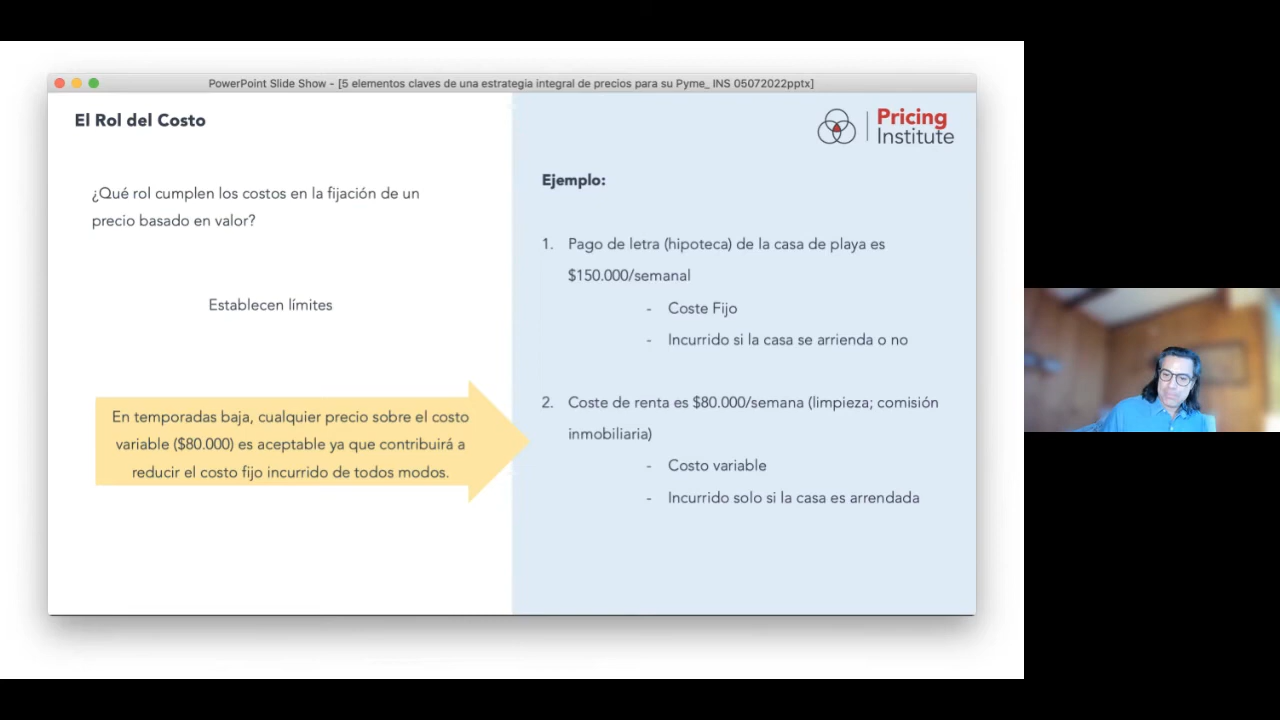 PowerPoint Slide Show - [5 elementos claves de una estrategia integral de precios para su Pyme_ INS 05072022pptx]
El Rol del Costo
Pricing
Institute
¿Qué rol cumplen los costos en la fijación de un
precio basado en valor?
Establecen límites
En temporadas baja, cualquier precio sobre el costo
variable ($80.000) es aceptable ya que contribuirá a
reducir el costo fijo incurrido de todos modos.
Ejemplo:
1. Pago de letra (hipoteca) de la casa de playa es
$150.000/semanal
- Coste Fijo
- Incurrido si la casa se arrienda o no
2. Coste de renta es $80.000/semana (limpieza; comisión
inmobiliaria)
- Costo variable
- Incurrido solo si la casa es arrendada